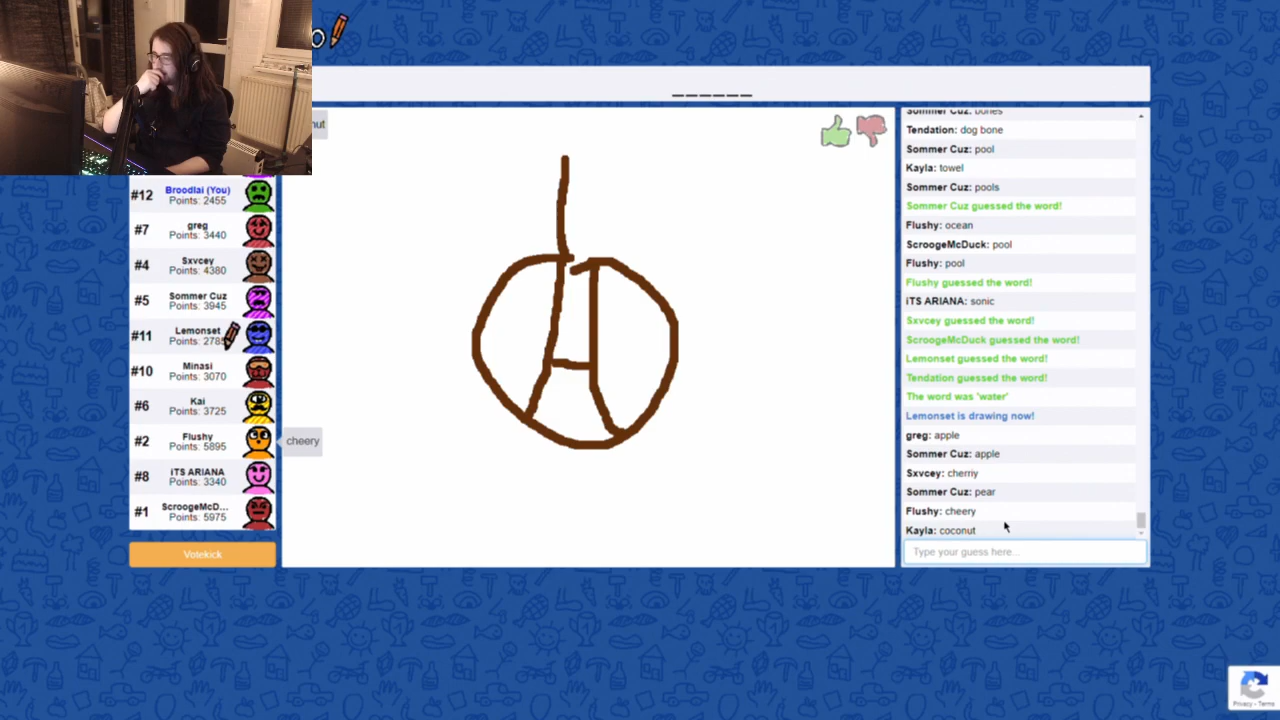 ______
nut
#12 Broodlai (You)
Points: 2455
#7 greg
Points: 3440
#4 Sxvcey
Points: 4380
#5 Sommer Cuz
Points: 3945
#11 Lemonset
Points: 2785
#10 Minasi
Points: 3070
#6 Kai
Points: 3725
#2 Flushy
Points: 5895
#8 iTS ARIANA
Points: 3340
#1 ScroogeMcD...
Points: 5975
Votekick
cheery
A
Sommer Cuz: bones
Tendation: dog bone
Sommer Cuz: pool
Kayla: towel
Sommer Cuz: pools
Sommer Cuz guessed the word!
Flushy: ocean
ScroogeMcDuck: pool
Flushy: pool
Flushy guessed the word!
iTS ARIANA: sonic
Sxvcey guessed the word!
ScroogeMcDuck guessed the word!
Lemonset guessed the word!
Tendation guessed the word!
The word was 'water'
Lemonset is drawing now!
greg: apple
Sommer Cuz: apple
Sxvcey: cherriy
Sommer Cuz: pear
Flushy: cheery
Kayla: coconut
Type your guess here...
Privacy - Terms